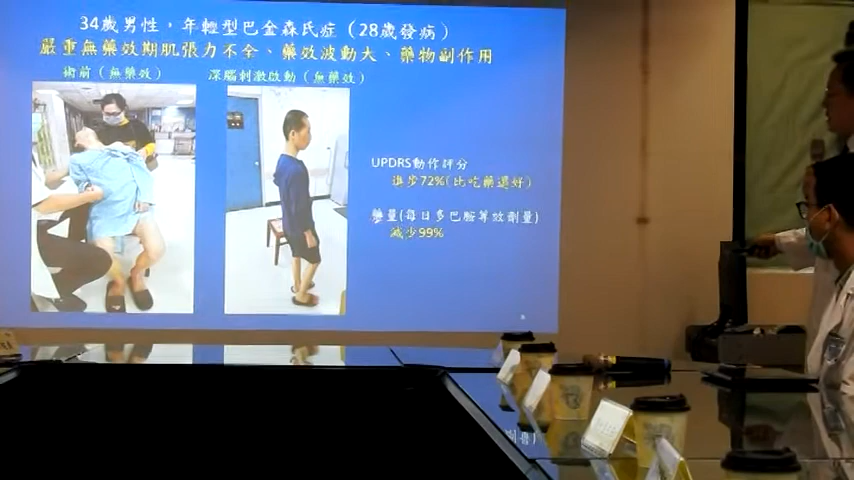 34歲男性，年輕型巴金森氏症（28歲發病）
嚴重無藥效期肌張力不全、藥效波動大、藥物副作用
術前（無藥效）
深腦刺激啟動（無藥效）
UPDRS動作評分
進步72%(比吃藥還好)
藥量(每日多巴胺等效劑量)
減少99%